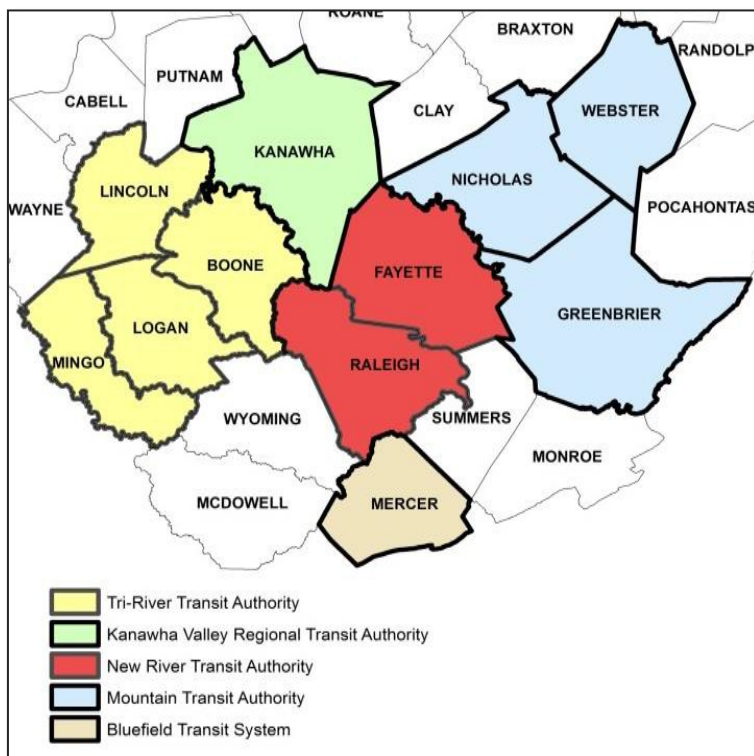 ROANE
BRAXTON
RANDOLP
PUTNAM
CABELL
CLAY
WEBSTER
KANAWHA
NICHOLAS
LINCOLN
WAYNE
POCAHONTAS
BOONE
FAYETTE
GREENBRIER
LOGAN
MINGO
RALEIGH
WYOMING
SUMMERS
MONROE
MCDOWELL
MERCER
Tri-River Transit Authority
Kanawha Valley Regional Transit Authority
New River Transit Authority
Mountain Transit Authority
Bluefield Transit System